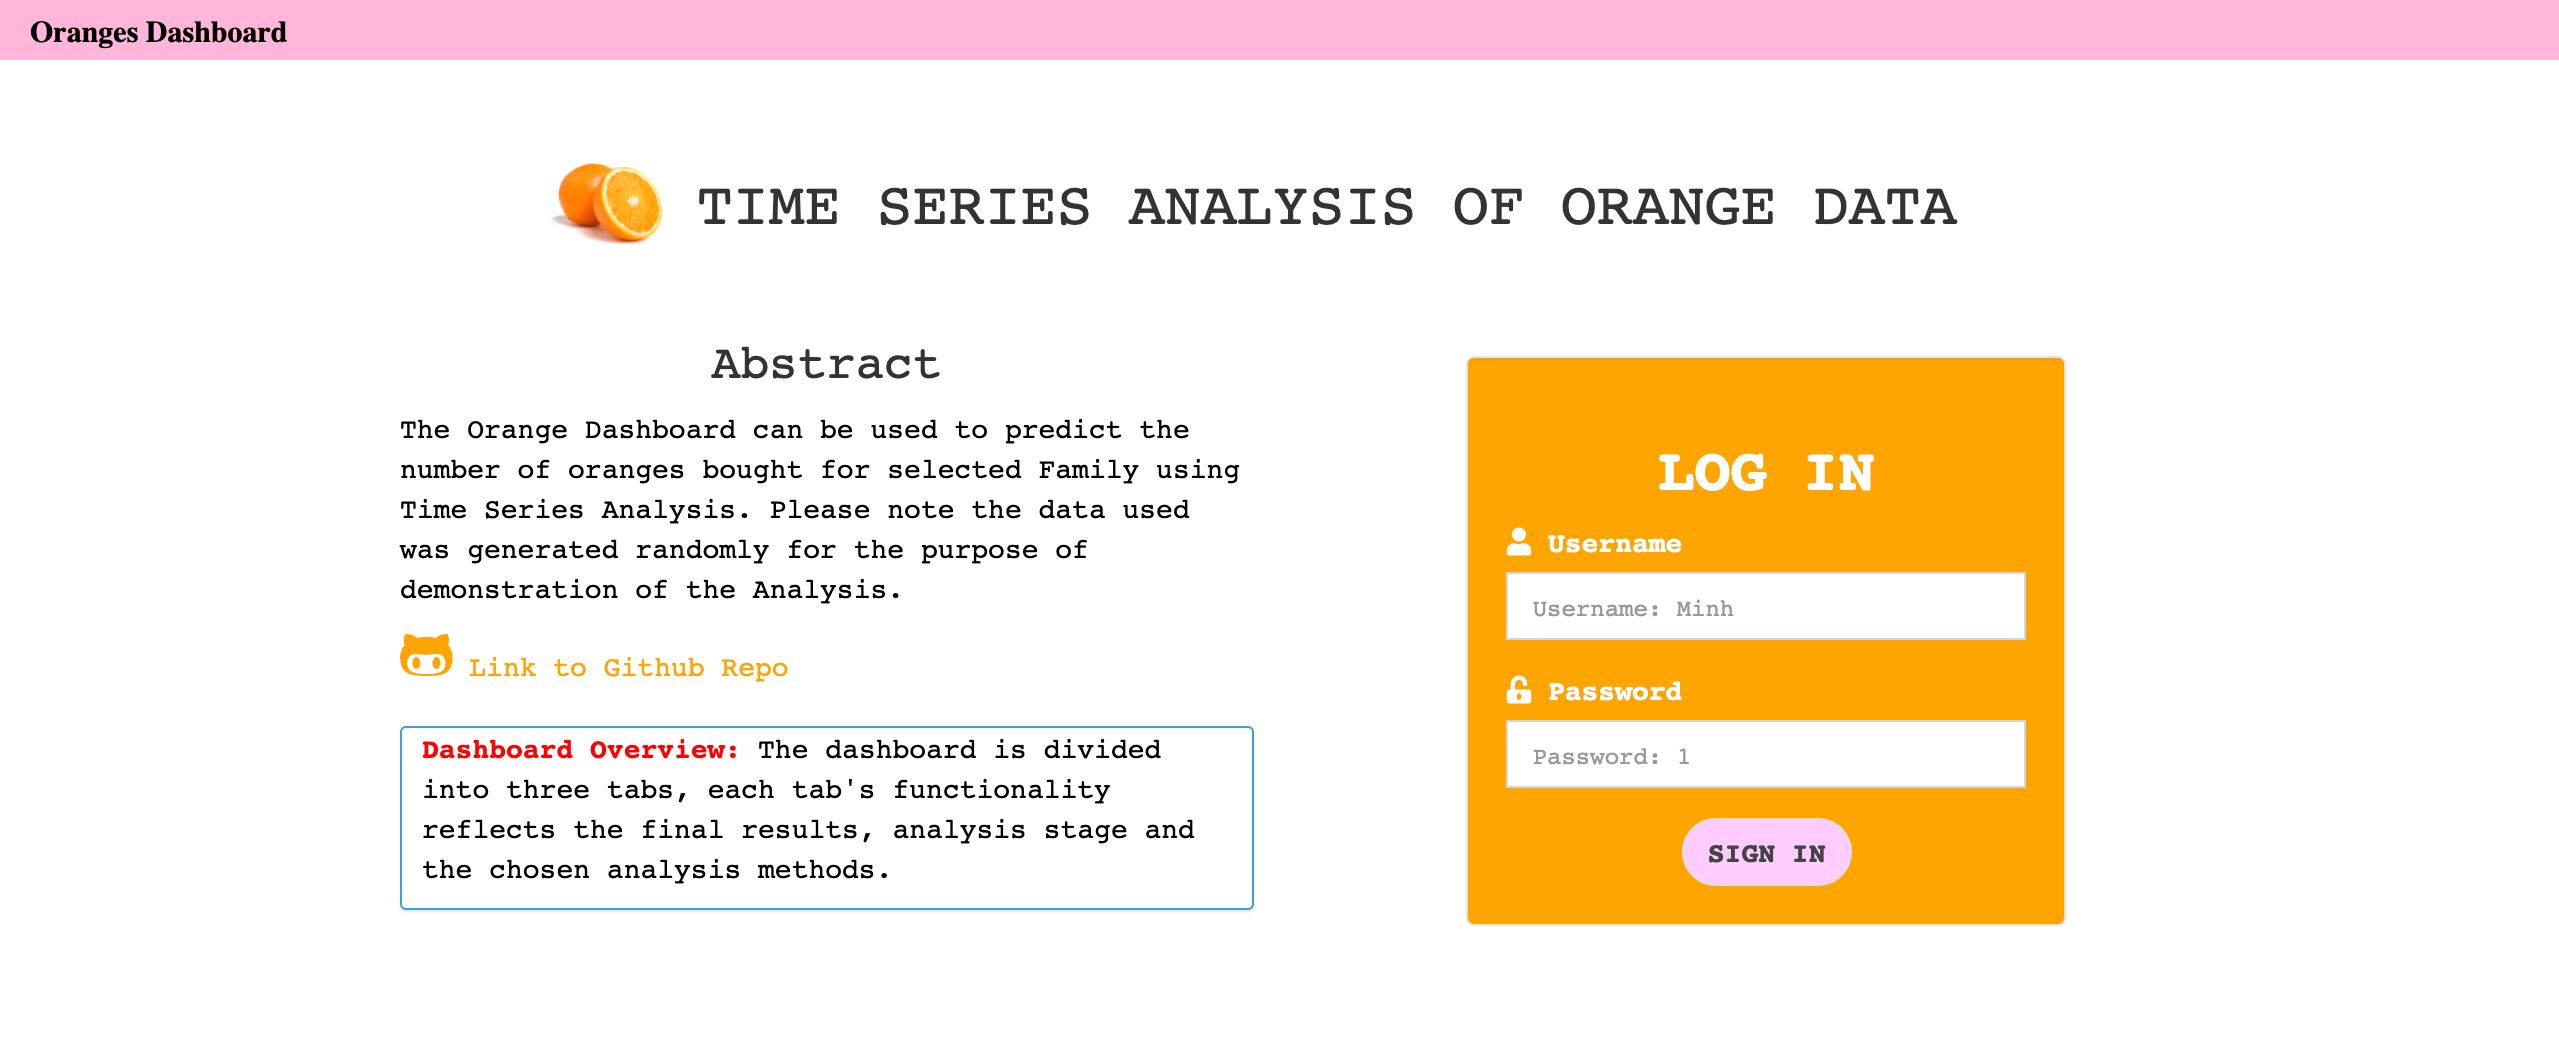 Oranges Dashboard
TIME SERIES ANALYSIS OF ORANGE DATA
Abstract
The Orange Dashboard can be used to predict the
number of oranges bought for selected Family using
Time Series Analysis. Please note the data used
was generated randomly for the purpose of
demonstration of the Analysis.
Link to Github Repo
Dashboard Overview: The dashboard is divided
into three tabs, each tab's functionality
reflects the final results, analysis stage and
the chosen analysis methods.
LOG IN
Username
Username: Minh
Password
Password: 1
SIGN IN